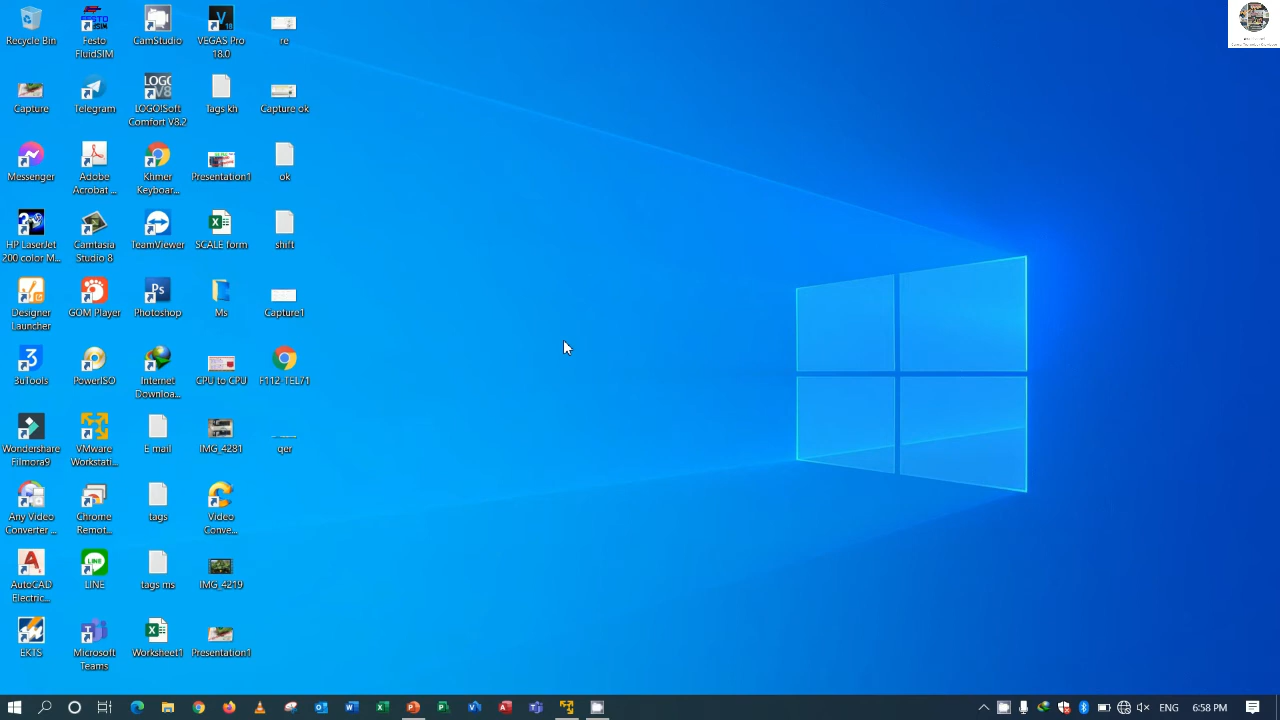 Recycle Bin
Festo
FluidSIM
CamStudio
VEGAS Pro
18.0
re
Capture
Telegram
LOGO!Soft
Comfort V8.2
lags kh
Capture ok
Messenger
Adobe
Acrobat ...
Khmer
Keyboar...
Presentation1
ok
HP LaserJet
200 color M...
Camtasia
Studio 8
TeamViewer
SCALE form
shift
Designer
Launcher
GOM Player
Photoshop
Ms
Capture1
3uTools
PowerISO
Internet
Downloa...
CPU to CPU
F112-TEL71
Wondershare
Filmora9
VMware
Workstati...
E mail
IMG_4281
qer
Any Video
Converter ...
Chrome
Remot...
tags
Video
Conve...
AutoCAD
Electric...
LINE
tags ms
IMG_4219
EKTS
Microsoft
Teams
Worksheet1
Presentation1
ENG
6:58 PM